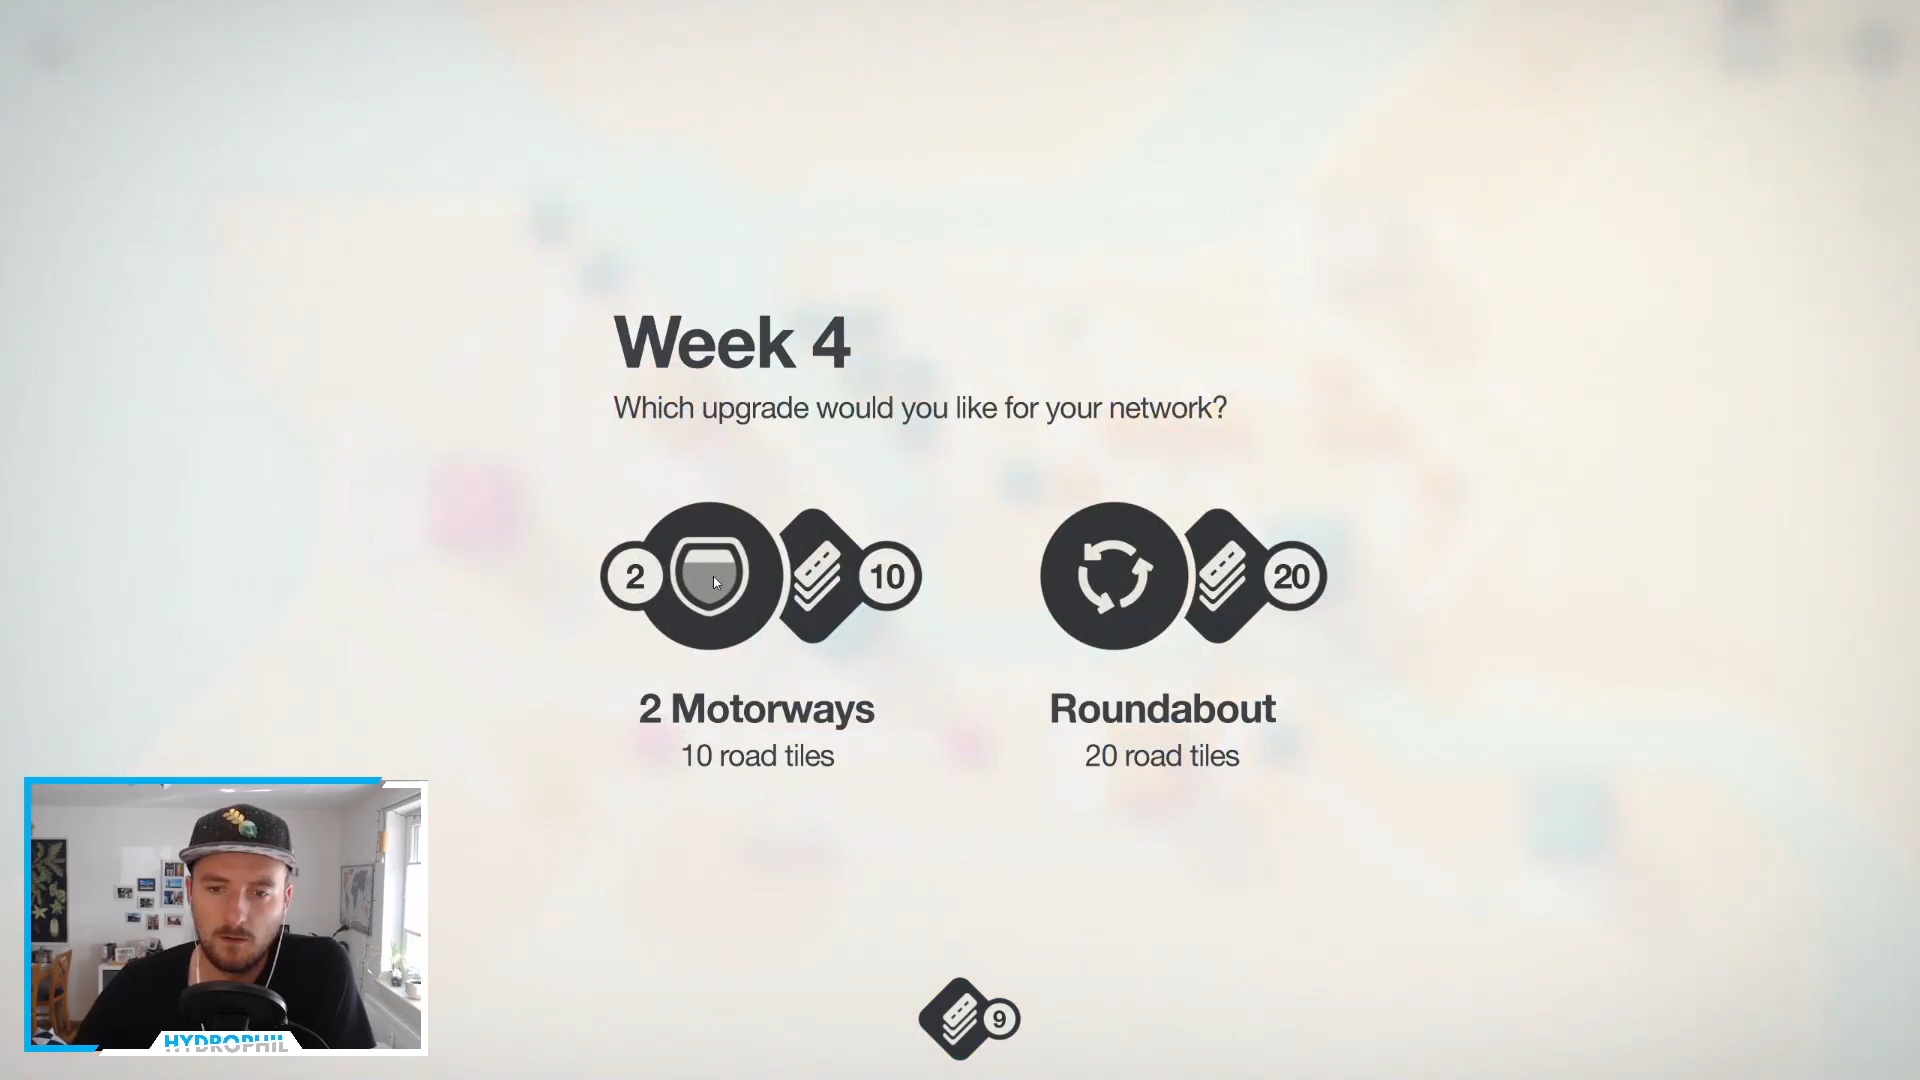 Week 4
Which upgrade would you like for your network?
2
10
20
2 Motorways
Roundabout
10 road tiles
20 road tiles
9
HYDROPHIL